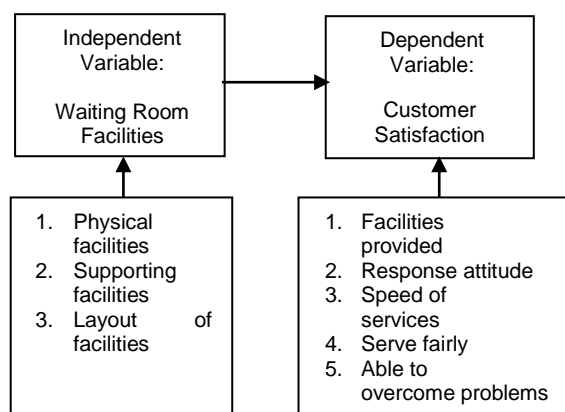 Independent
Variable:
Waiting Room
Facilities
Dependent
Variable:
Customer
Satisfaction
1. Physical
facilities
2. Supporting
facilities
3. Layout of
facilities
1. Facilities
provided
2. Response attitude
3. Speed of
services
4. Serve fairly
5. Able to
overcome problems